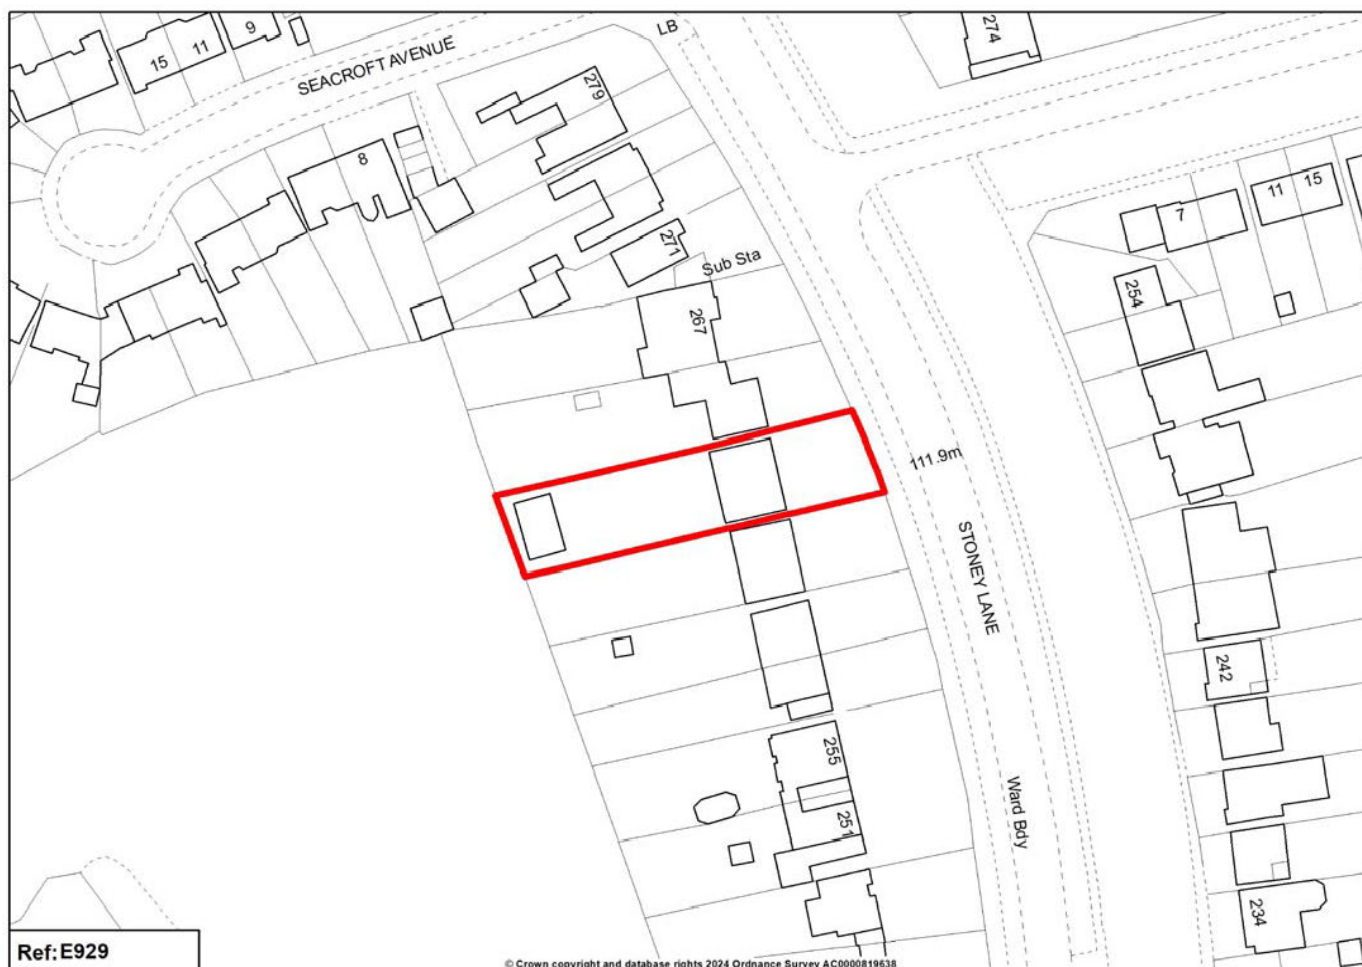 9
11
15
SEACROFT AVENUE
LB
274
279
8
271
Sub Sta
267
7
11
15
254
111.9m
STONEY LANE
242
255
251
Ward Bdy
234
Ref: E929
© Crown copyright and database rights 2024 Ordnance Survey AC0000819638